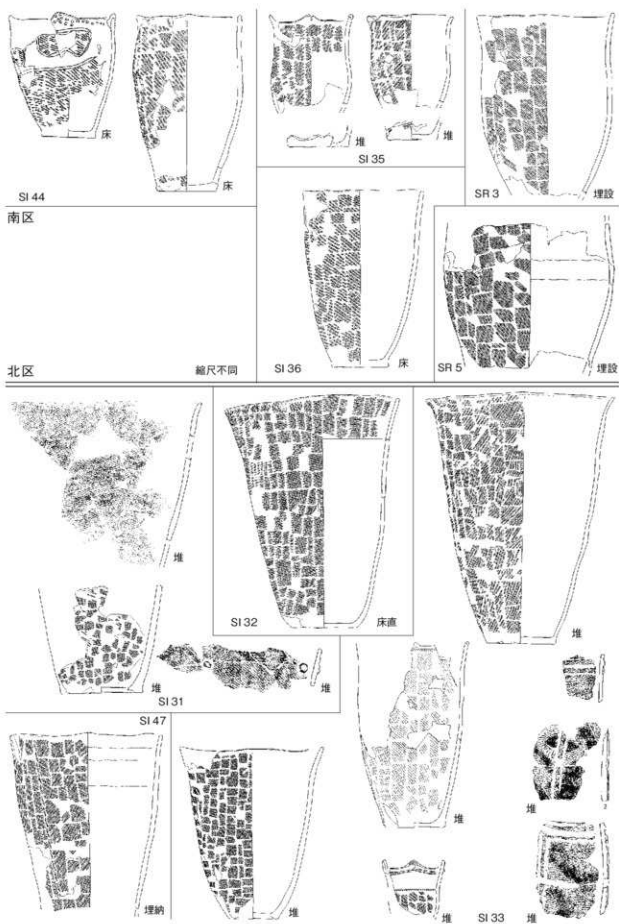 床
床
SI 44
堆
堆
SI 35
埋設
SR 3
南区
床
SI 36
埋設
SR 5
北区
縮尺不同
堆
堆
SI 31
堆
SI 32
床直
堆
SI 47
埋納
堆
堆
堆
堆
堆
SI 33